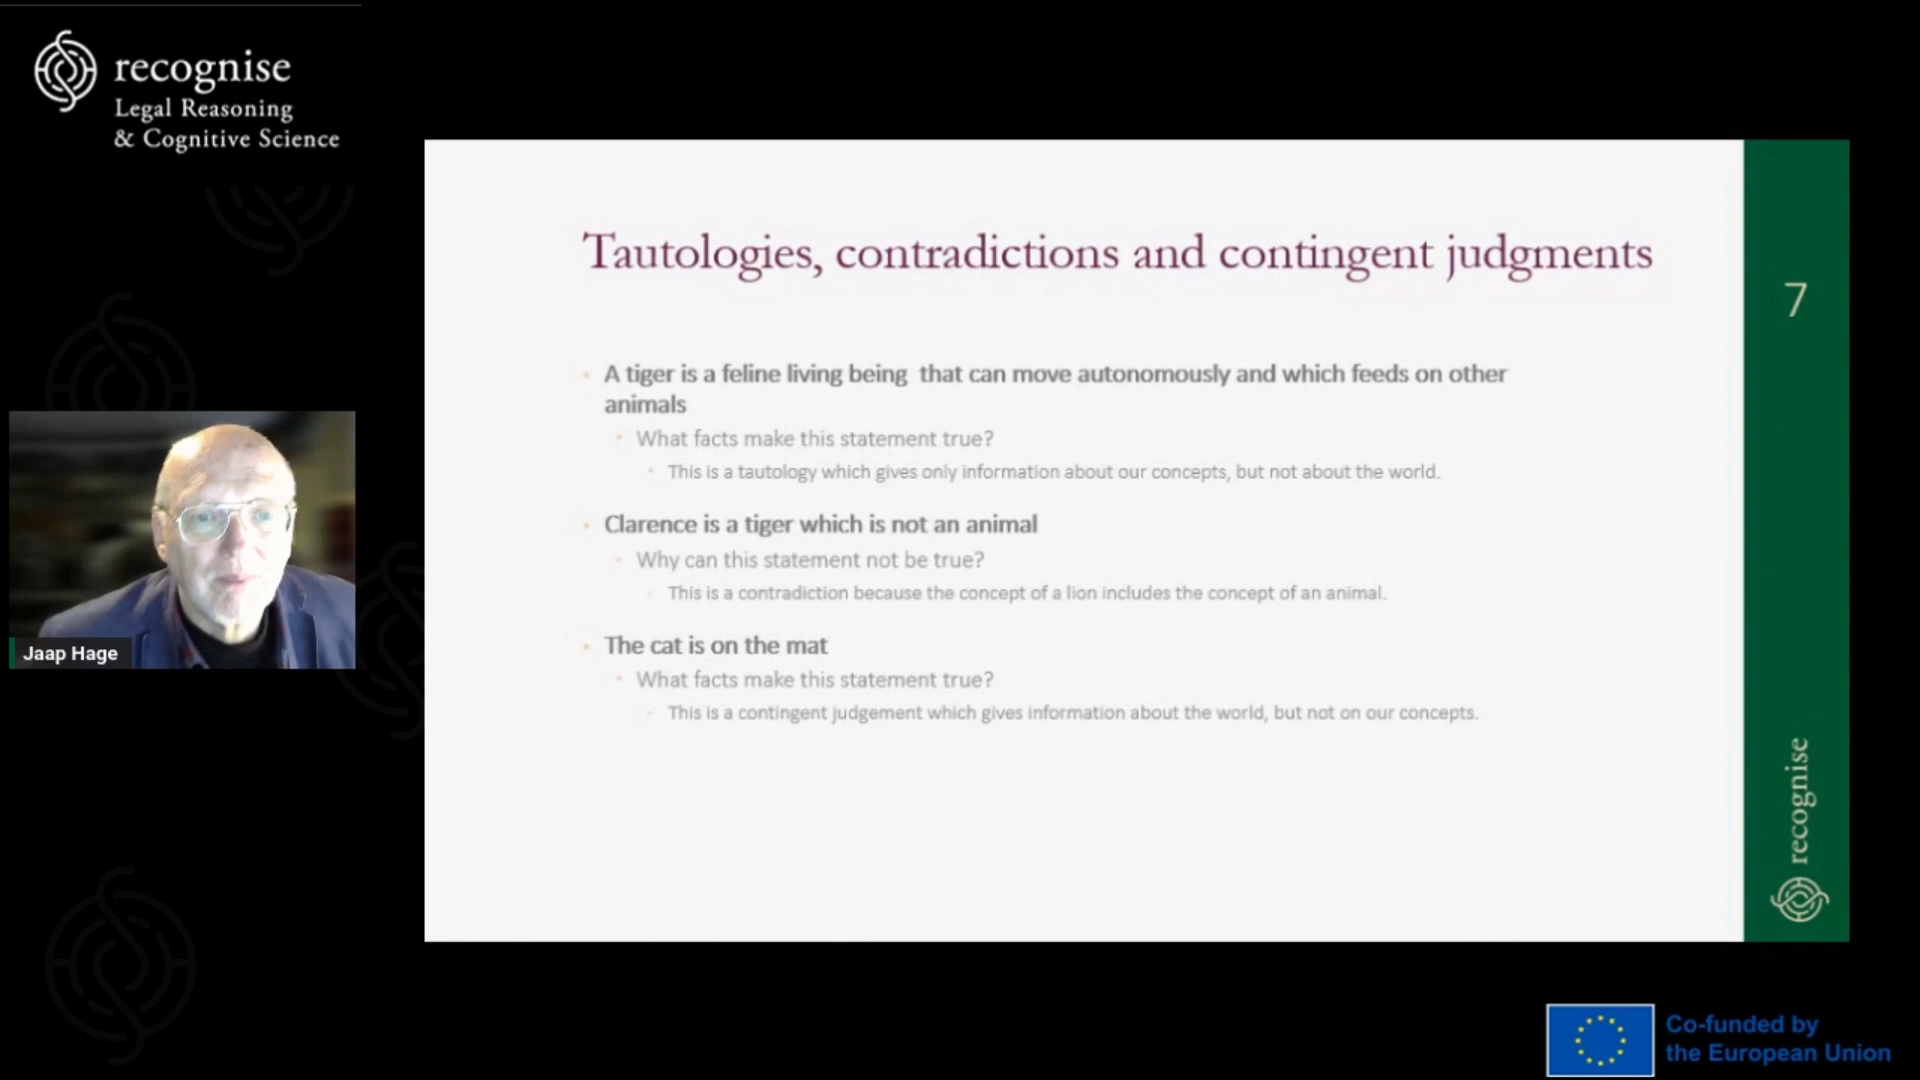 recognise
Legal Reasoning
& Cognitive Science
Tautologies, contradictions and contingent judgments
7
A tiger is a feline living being that can move autonomously and which feeds on other
animals
What facts make this statement true?
This is a tautology which gives only information about our concepts, but not about the world.
Clarence is a tiger which is not an animal
Why can this statement not be true?
This is a contradiction because the concept of a lion includes the concept of an animal.
The cat is on the mat
What facts make this statement true?
This is a contingent judgement which gives information about the world, but not on our concepts.
Jaap Hage
recognise
Co-funded by
the European Union